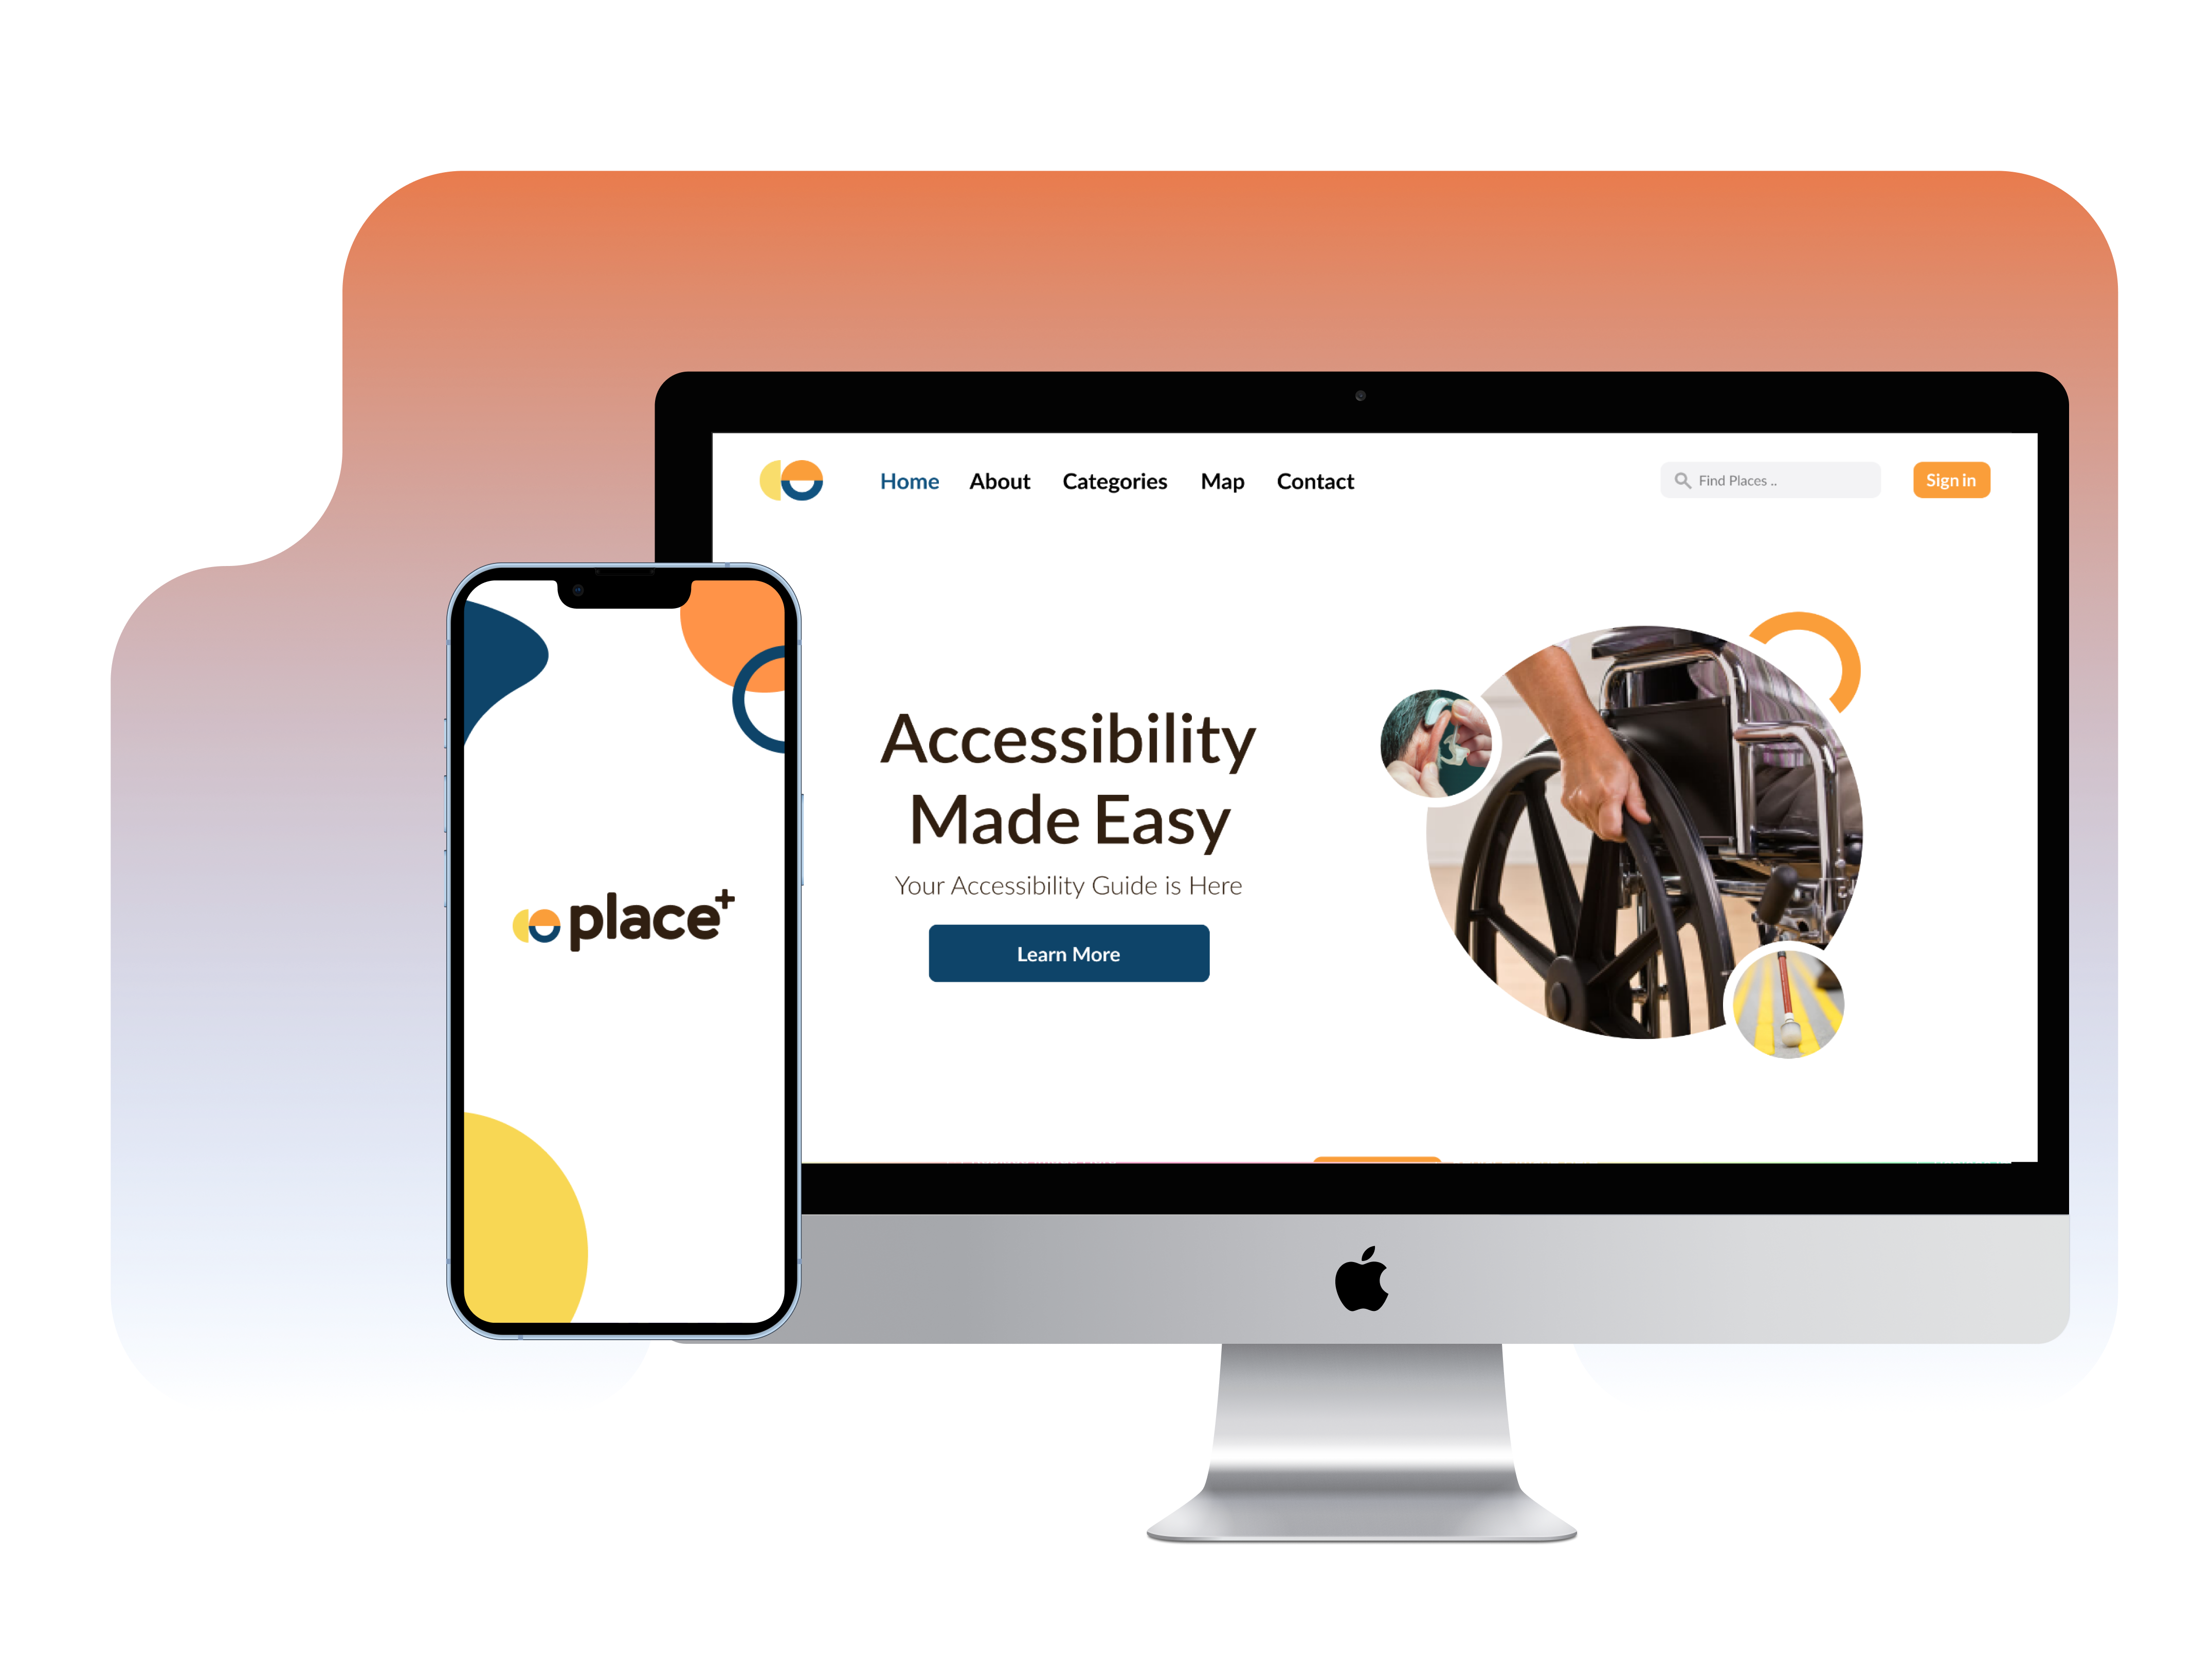 Home About Categories Map Contact
Find Places ..
Sign in
Accessibility
Made Easy
Your Accessibility Guide is Here
Learn More
place+